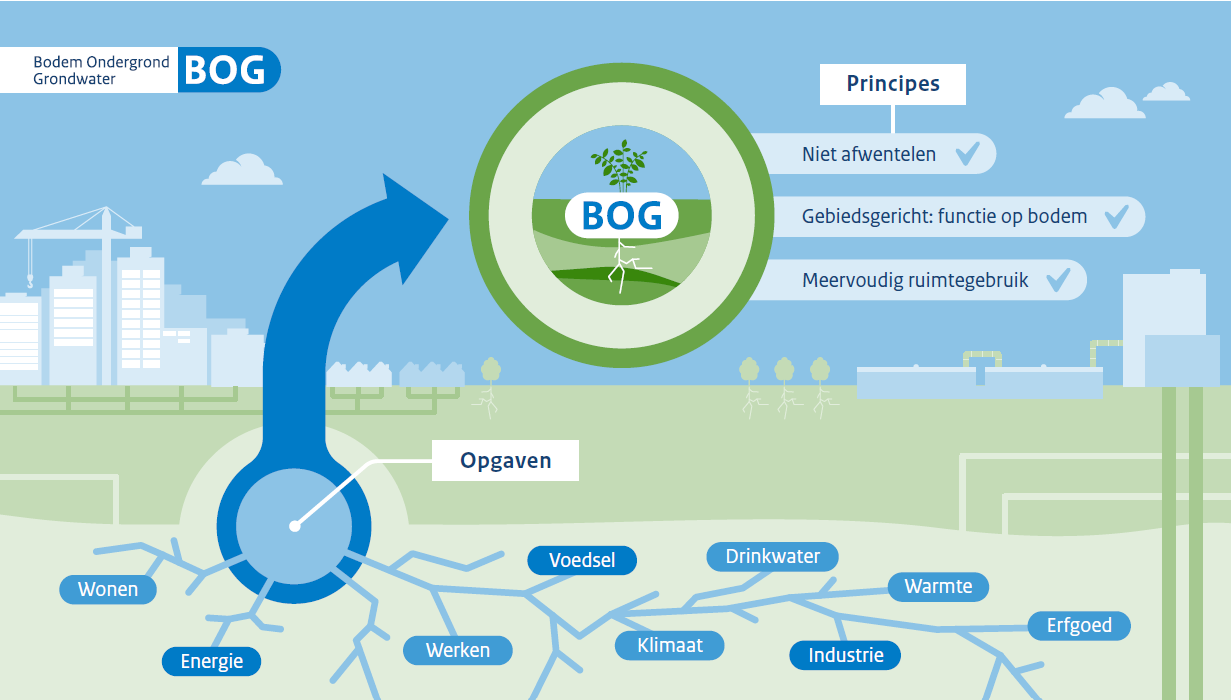 Bodem Ondergrond
Grondwater
BOG
Principes
Niet afwentelen
BOG
Gebiedsgericht: functie op bodem
Meervoudig ruimtegebruik
Opgaven
Voedsel
Drinkwater
Wonen
Warmte
Erfgoed
Energie
Werken
Klimaat
Industrie